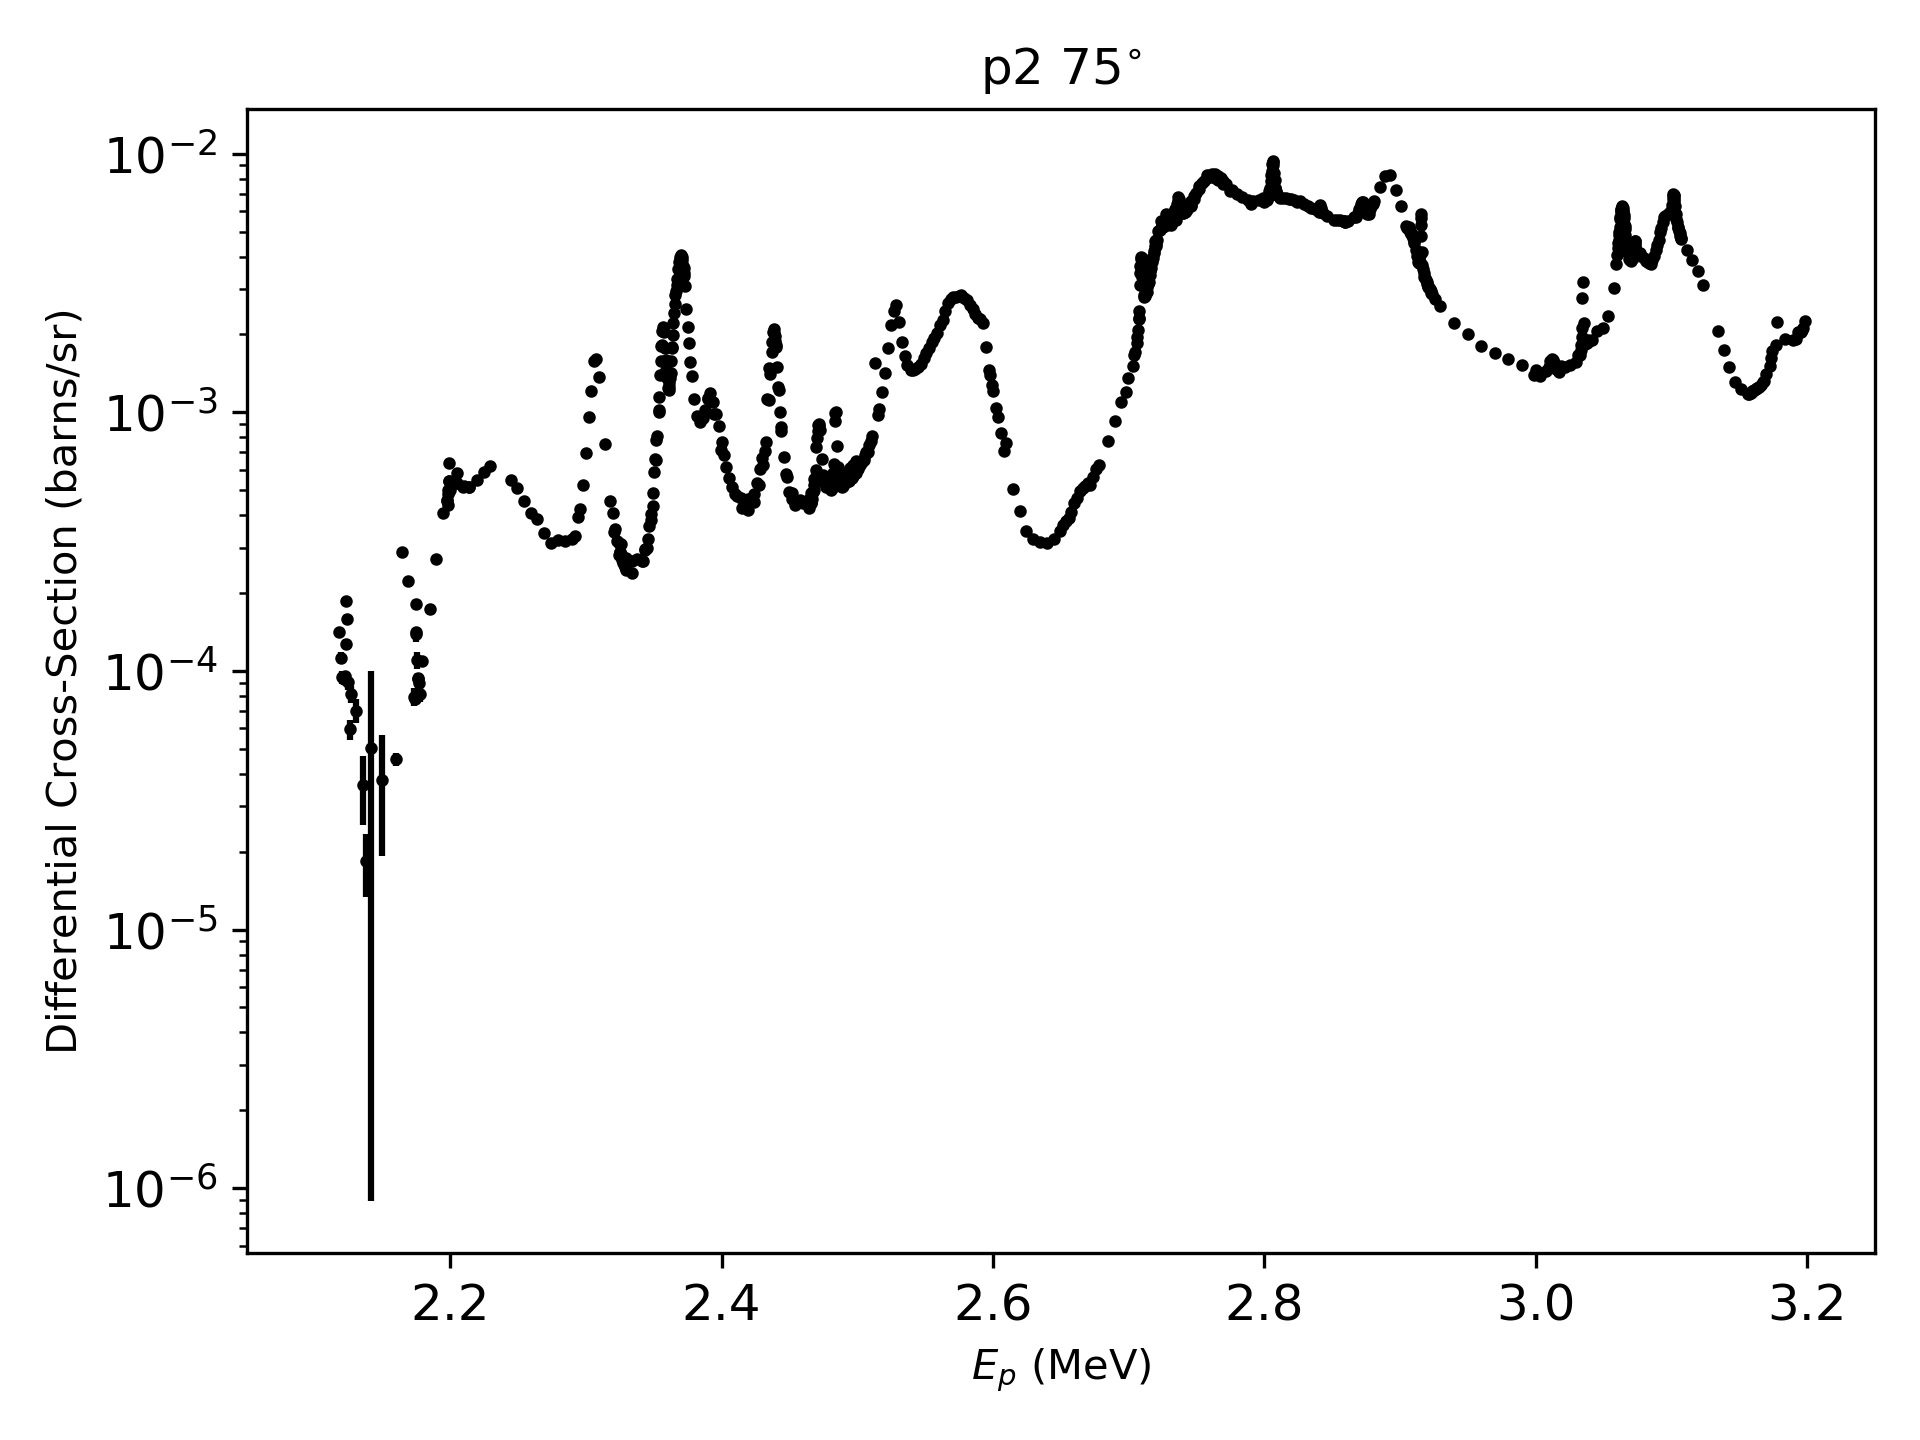 p2 75°
Differential Cross-Section (barns/sr)
10⁻²
10⁻³
10⁻⁴
10⁻⁵
10⁻⁶
2.2 2.4 2.6 2.8 3.0 3.2
Eₚ (MeV)